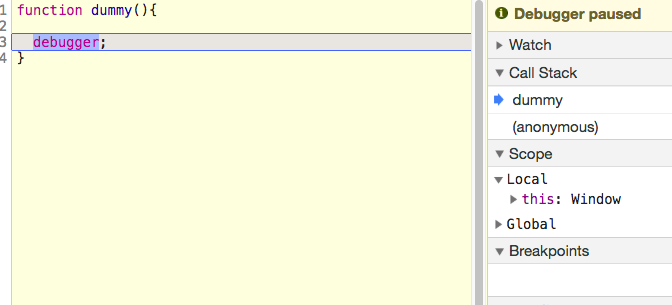 1 function dummy(){
2
3 debugger;
4 }
Debugger paused
Watch
Call Stack
dummy
(anonymous)
Scope
Local
this: Window
Global
Breakpoints